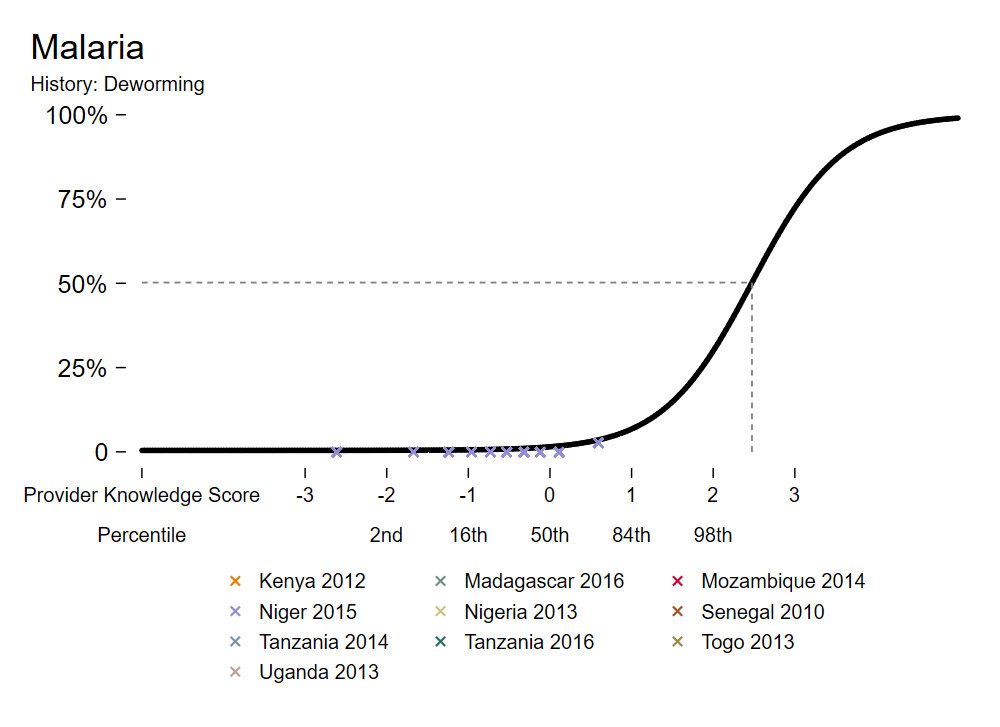 Malaria
History: Deworming
100%
75%
50%
25%
0
Provider Knowledge Score -3 -2 -1 0 1 2 3
Percentile 2nd 16th 50th 84th 98th
Kenya 2012 Madagascar 2016 Mozambique 2014
Niger 2015 Nigeria 2013 Senegal 2010
Tanzania 2014 Tanzania 2016 Togo 2013
Uganda 2013